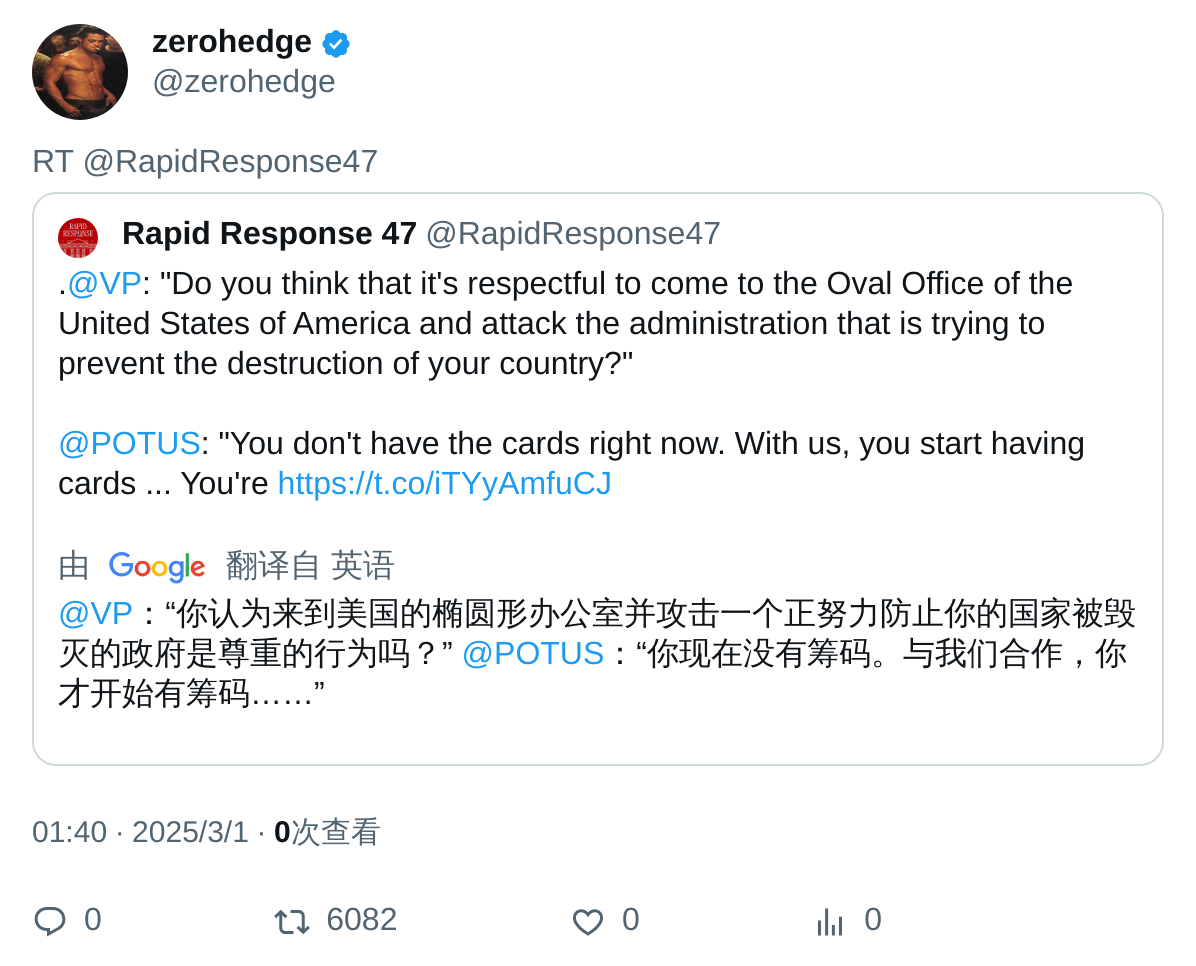 zerohedge
@zerohedge
RT @RapidResponse47
RAPID
RESPONSE
Rapid Response 47 @RapidResponse47
.@VP: "Do you think that it's respectful to come to the Oval Office of the
United States of America and attack the administration that is trying to
prevent the destruction of your country?"
@POTUS: "You don't have the cards right now. With us, you start having
cards ... You're https://t.co/iTYyAmfuCJ
由 Google 翻译自 英语
@VP：“你认为来到美国的椭圆形办公室并攻击一个正努力防止你的国家被毁
灭的政府是尊重的行为吗？” @POTUS：“你现在没有筹码。与我们合作，你
才开始有筹码……”
01:40 · 2025/3/1 · 0次查看
0 6082 0 0